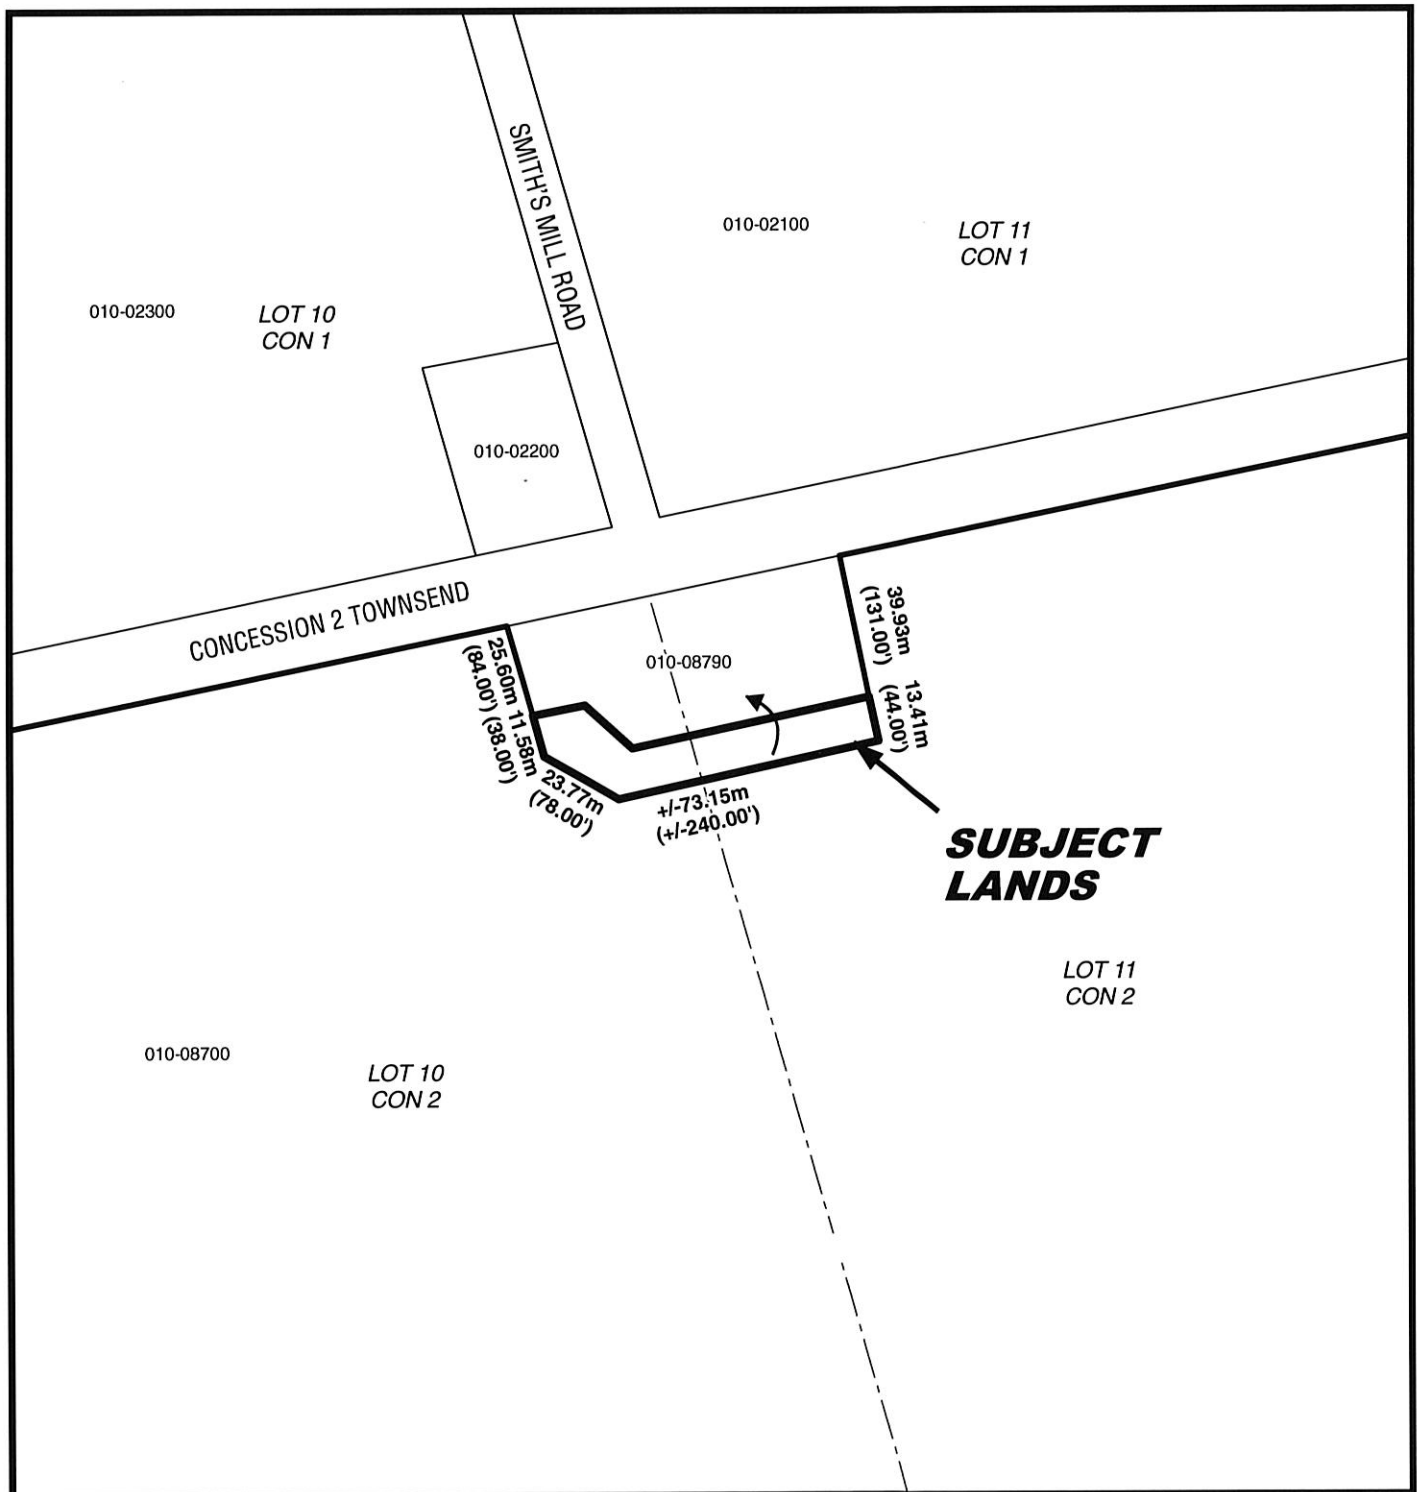 SMITH'S MILL ROAD
010-02100
LOT 11
CON 1
010-02300
LOT 10
CON 1
010-02200
CONCESSION 2 TOWNSEND
39.93m
(131.00')
25.60m 11.58m
(84.00') (38.00')
010-08790
13.41m
(44.00')
23.77m
(78.00')
+/-73.15m
(+/-240.00')
SUBJECT
LANDS
LOT 11
CON 2
010-08700
LOT 10
CON 2